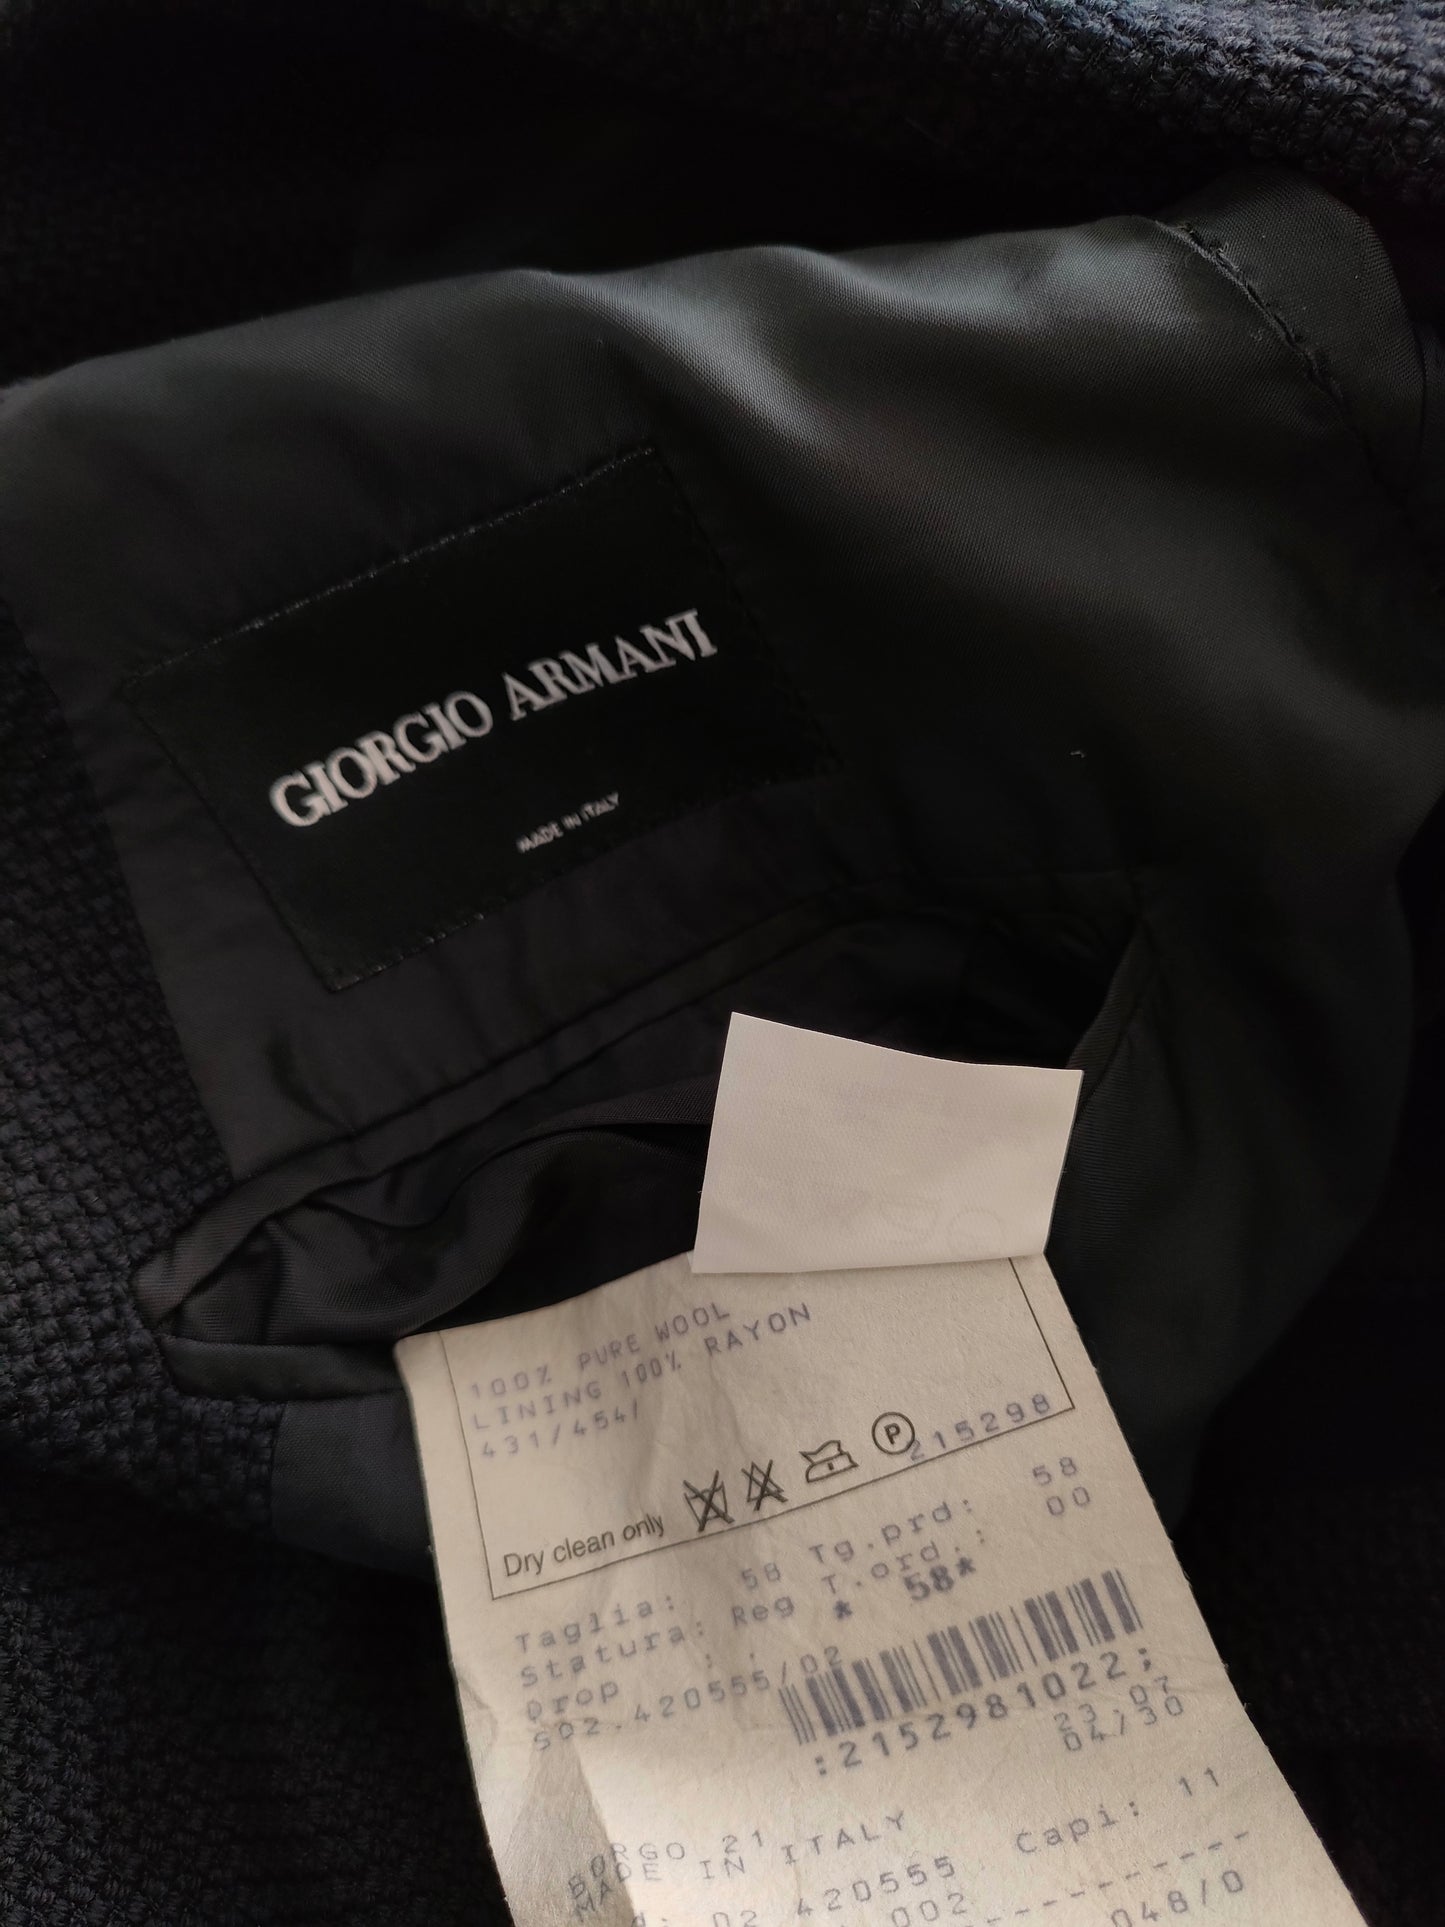 GIORGIO ARMANI
MADE IN ITALY
100% PURE WOOL
LINING 100% RAYON
431/454/
P
215298
Dry clean only
Taglia: 58 Tg.prd: 58
Statura: Reg T.ord.: 00
Drop : * 58*
S02.420555/02
:2152981022;
23.07
04/30
BORGO 21
MADE IN ITALY Capi: 11
02 420555
002
048/0